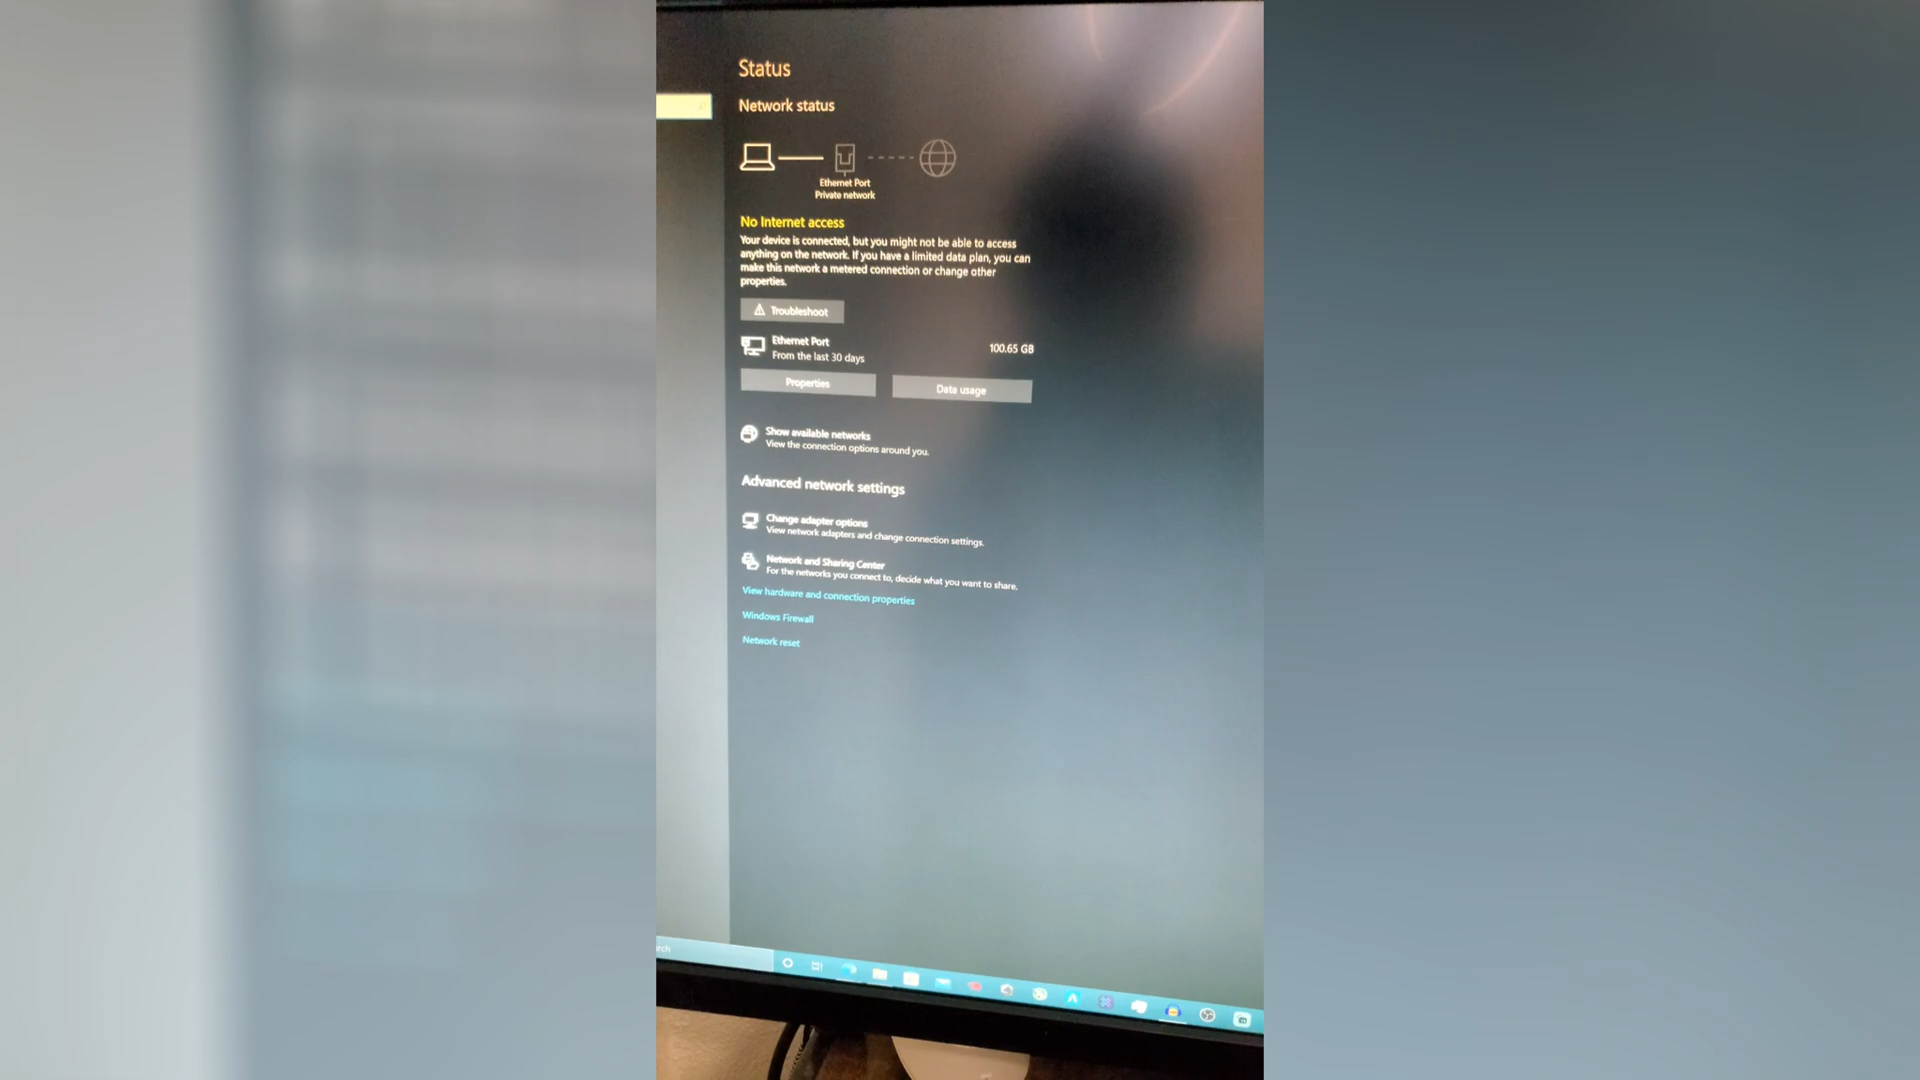 Status
Network status
Ethernet Port
Private network
No Internet access
Your device is connected, but you might not be able to access
anything on the network. If you have a limited data plan, you can
make this network a metered connection or change other
properties.
Troubleshoot
Ethernet Port
From the last 30 days
100.65 GB
Properties
Data usage
Show available networks
View the connection options around you.
Advanced network settings
Change adapter options
View network adapters and change connection settings.
Network and Sharing Center
For the networks you connect to, decide what you want to share.
View hardware and connection properties
Windows Firewall
Network reset
rch